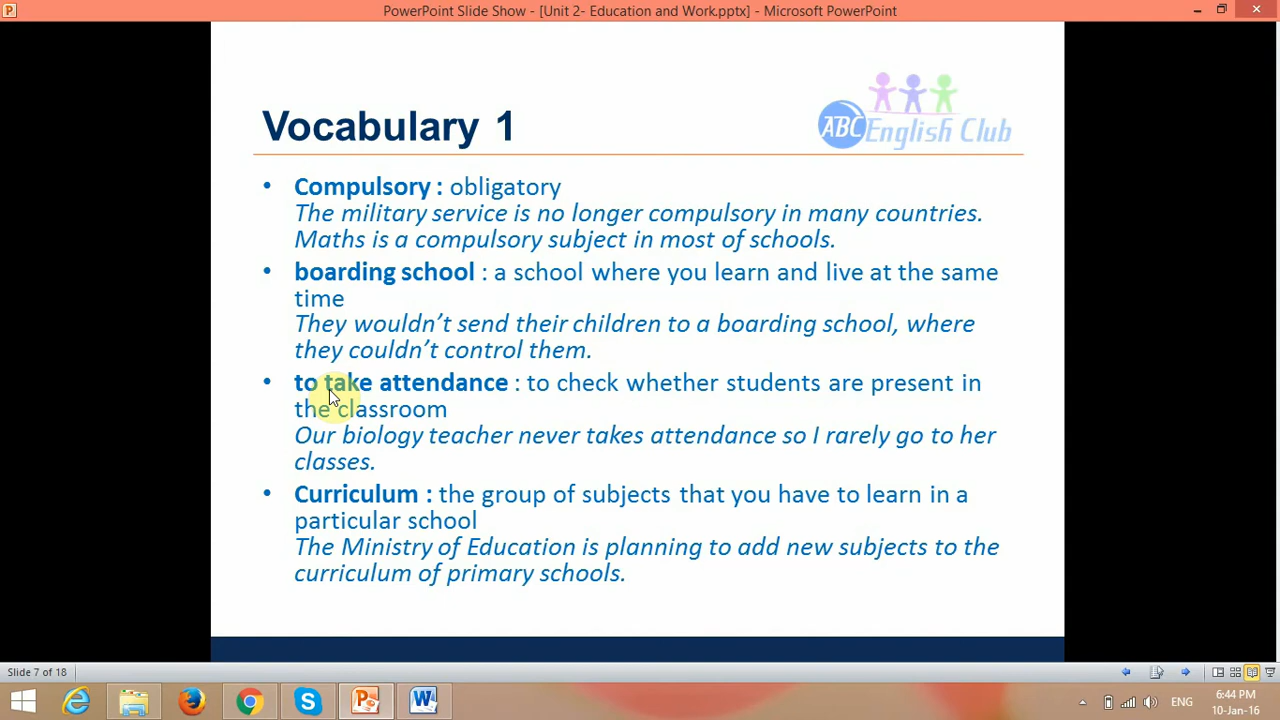 PowerPoint Slide Show - [Unit 2- Education and Work.pptx] - Microsoft PowerPoint
Vocabulary 1
ABC English Club
• Compulsory : obligatory
The military service is no longer compulsory in many countries.
Maths is a compulsory subject in most of schools.
• boarding school : a school where you learn and live at the same
time
They wouldn't send their children to a boarding school, where
they couldn't control them.
• to take attendance : to check whether students are present in
the classroom
Our biology teacher never takes attendance so I rarely go to her
classes.
• Curriculum : the group of subjects that you have to learn in a
particular school
The Ministry of Education is planning to add new subjects to the
curriculum of primary schools.
Slide 7 of 18
ENG
6:44 PM
10-Jan-16